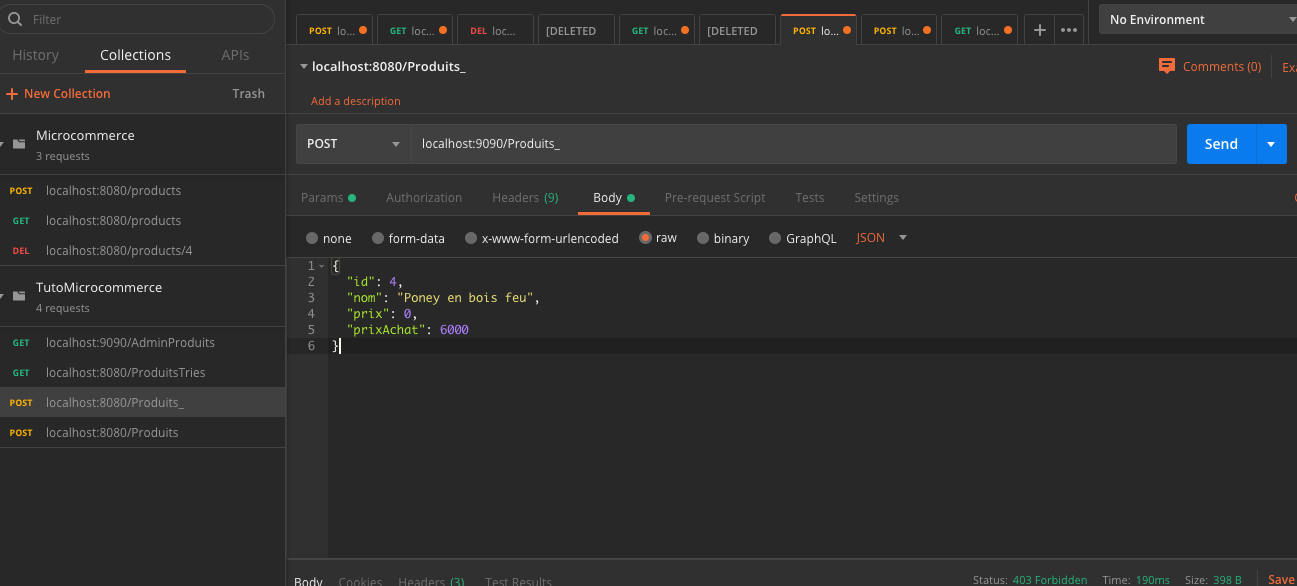 Filter
History Collections APIs
+ New Collection Trash
Microcommerce
3 requests
POST localhost:8080/products
GET localhost:8080/products
DEL localhost:8080/products/4
TutoMicrocommerce
4 requests
GET localhost:9090/AdminProduits
GET localhost:8080/ProduitsTries
POST localhost:8080/Produits_
POST localhost:8080/Produits
POST lo... GET loc... DEL loc... [DELETED GET loc... [DELETED POST lo... POST lo... GET loc... + ••• No Environment
localhost:8080/Produits_ Comments (0) Exa
Add a description
POST localhost:9090/Produits_ Send
Params Authorization Headers (9) Body Pre-request Script Tests Settings
none form-data x-www-form-urlencoded raw binary GraphQL JSON
1 {
2 "id": 4,
3 "nom": "Poney en bois feu",
4 "prix": 0,
5 "prixAchat": 6000
6 }
Body Cookies Headers (3) Test Results Status: 403 Forbidden Time: 190ms Size: 398 B Save